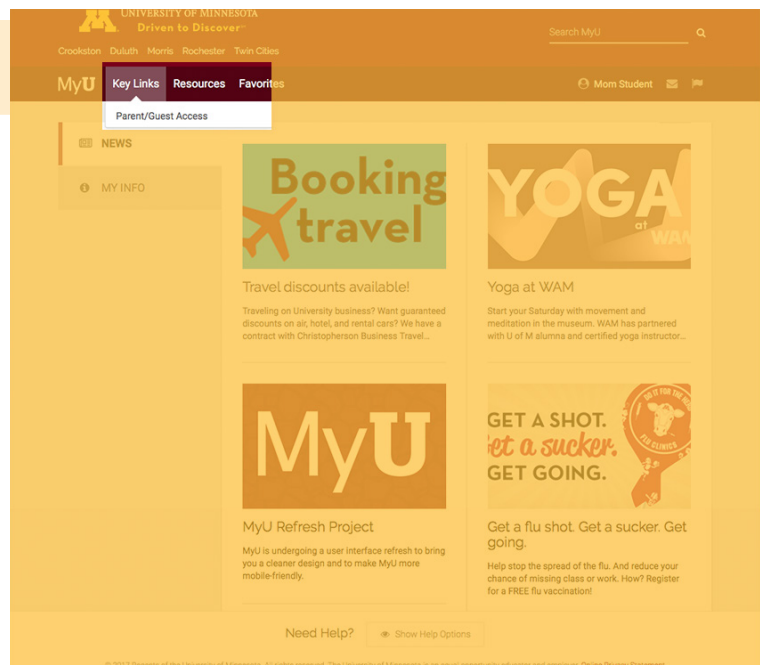 UNIVERSITY OF MINNESOTA
Driven to Discover
Search MyU
Crookston Duluth Morris Rochester Twin Cities
MyU Key Links Resources Favorites Mom Student
Parent/Guest Access
NEWS
MY INFO
Booking
travel
Travel discounts available!
Traveling on University business? Want guaranteed
discounts on air, hotel, and rental cars? We have a
contract with Christopherson Business Travel...
YOGA
at
WAM
Yoga at WAM
Start your Saturday with movement and
meditation in the museum. WAM has partnered
with U of M alumna and certified yoga instructor...
MyU
MyU Refresh Project
MyU is undergoing a user interface refresh to bring
you a cleaner design and to make MyU more
mobile-friendly.
GET A SHOT.
Get a sucker.
GET GOING.
DO IT FOR THE
FLU CLINICS
Get a flu shot. Get a sucker. Get
going.
Help stop the spread of the flu. And reduce your
chance of missing class or work. How? Register
for a FREE flu vaccination!
Need Help? Show Help Options